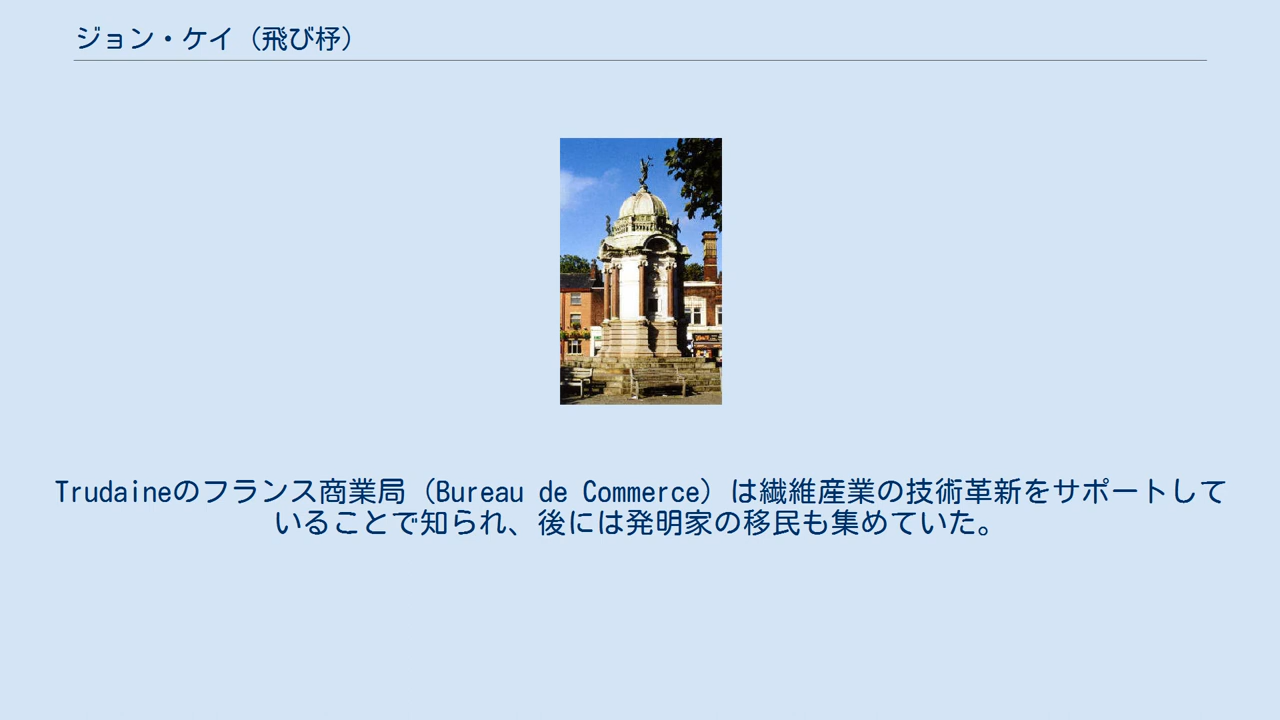 ジョン・ケイ（飛び杼）
Trudaineのフランス商業局（Bureau de Commerce）は繊維産業の技術革新をサポートして
いることで知られ、後には発明家の移民も集めていた。